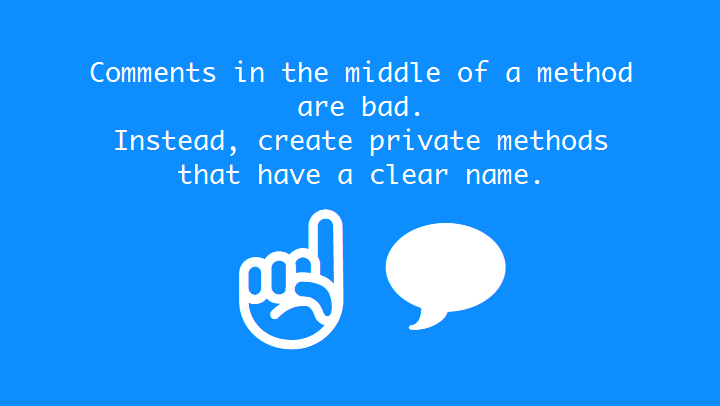 Comments in the middle of a method
are bad.
Instead, create private methods
that have a clear name.